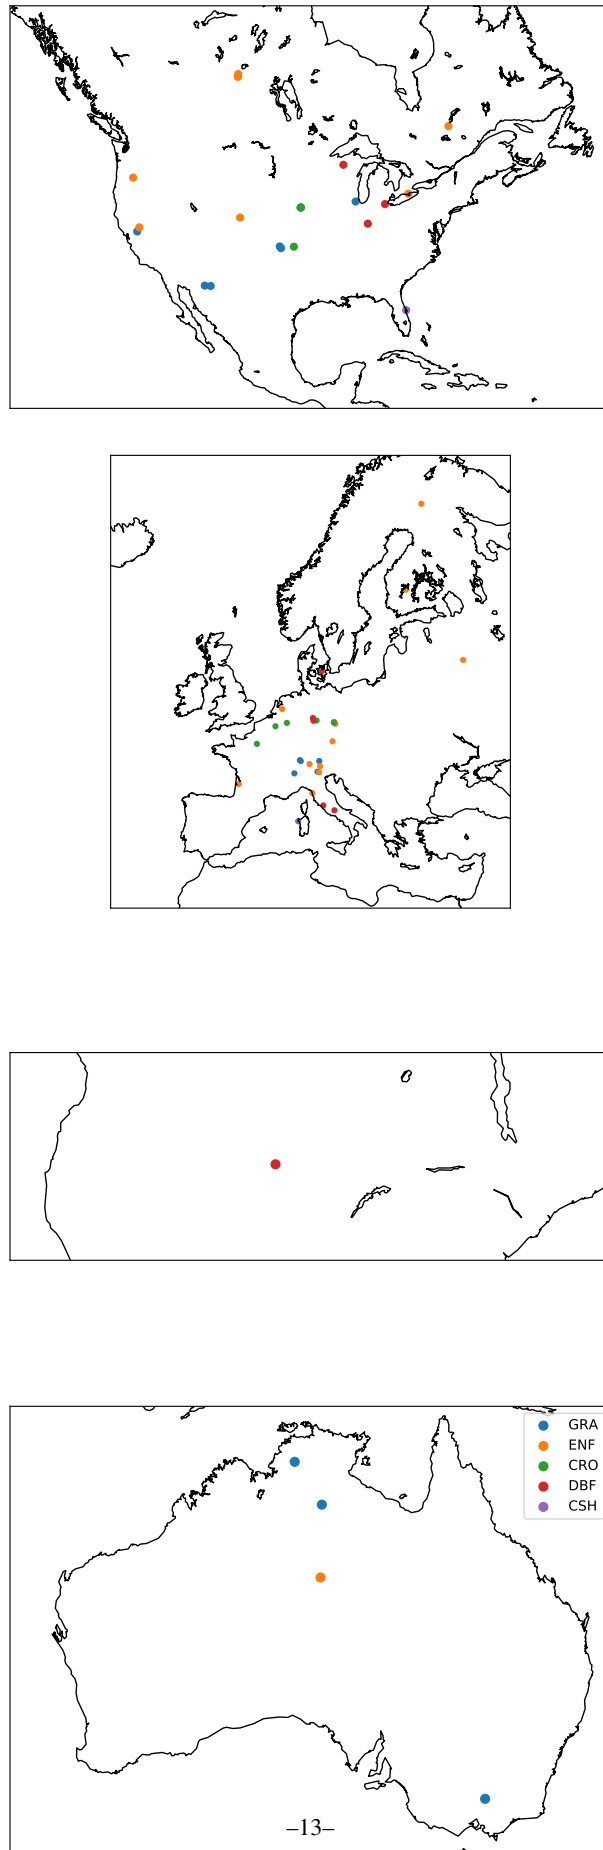 GRA
ENF
CRO
DBF
CSH
–13–